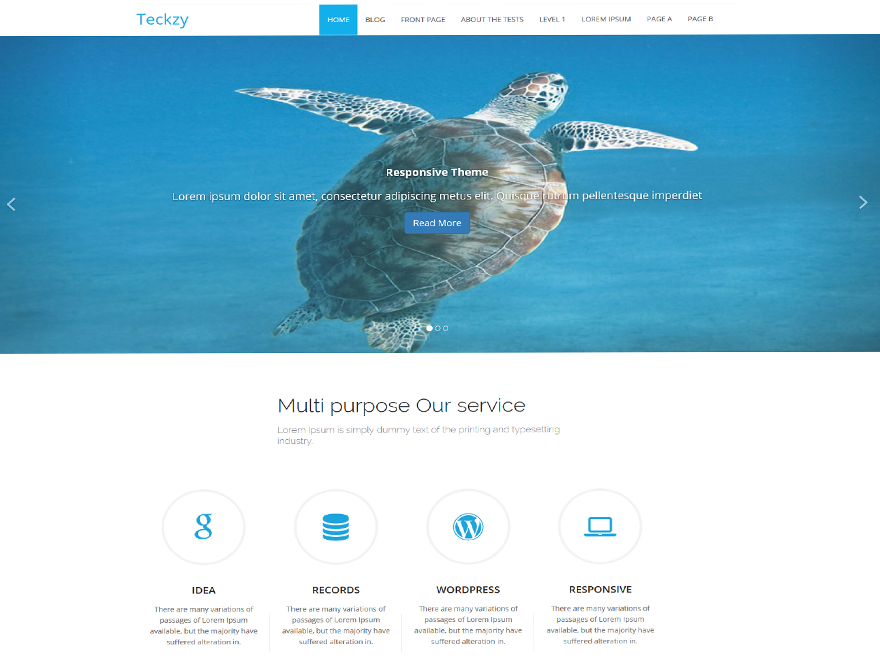 Teckzy
HOME BLOG FRONT PAGE ABOUT THE TESTS LEVEL 1 LOREM IPSUM PAGE A PAGE B
Responsive Theme
Lorem ipsum dolor sit amet, consectetur adipiscing metus elit. Quisque rutrum pellentesque imperdiet
Read More
Multi purpose Our service
Lorem Ipsum is simply dummy text of the printing and typesetting
industry.
IDEA
There are many variations of
passages of Lorem Ipsum
available, but the majority have
suffered alteration in.
RECORDS
There are many variations of
passages of Lorem Ipsum
available, but the majority have
suffered alteration in.
WORDPRESS
There are many variations of
passages of Lorem Ipsum
available, but the majority have
suffered alteration in.
RESPONSIVE
There are many variations of
passages of Lorem Ipsum
available, but the majority have
suffered alteration in.